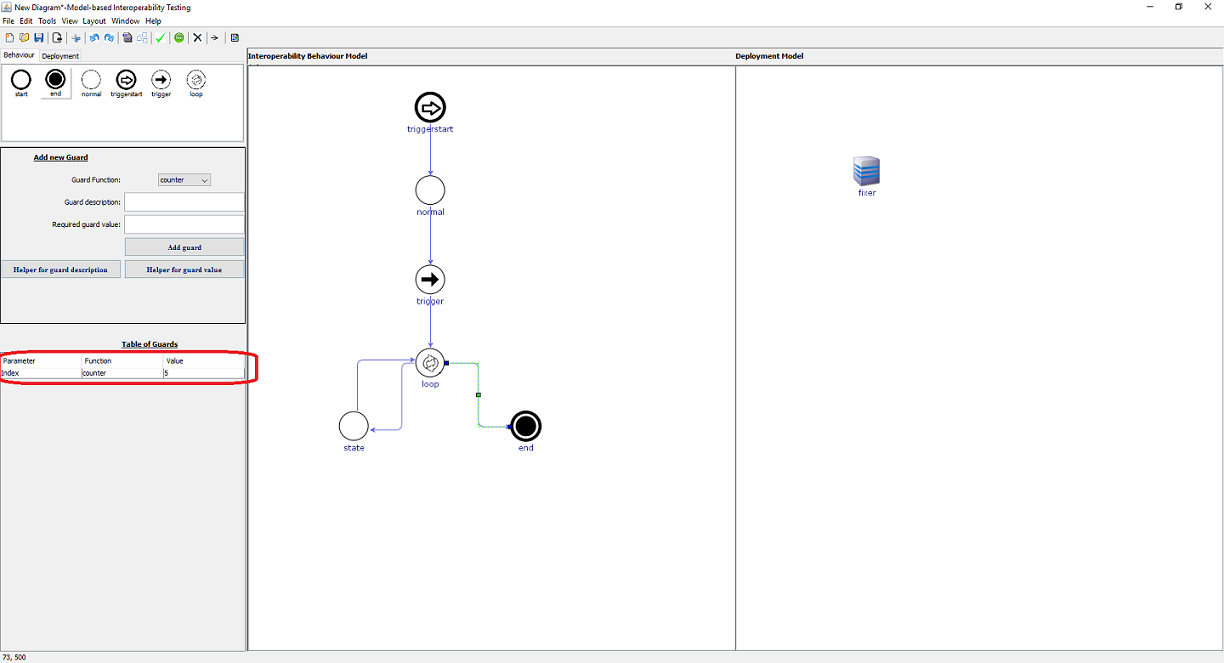 New Diagram*-Model-based Interoperability Testing
File Edit Tools View Layout Window Help
Behaviour Deployment
start end normal triggerstart trigger loop
Add new Guard
Guard Function: counter
Guard description:
Required guard value:
Add guard
Helper for guard description Helper for guard value
Table of Guards
Parameter Function Value
Index counter 5
Interoperability Behaviour Model
triggerstart
normal
trigger
loop
state end
Deployment Model
fixer
73, 500